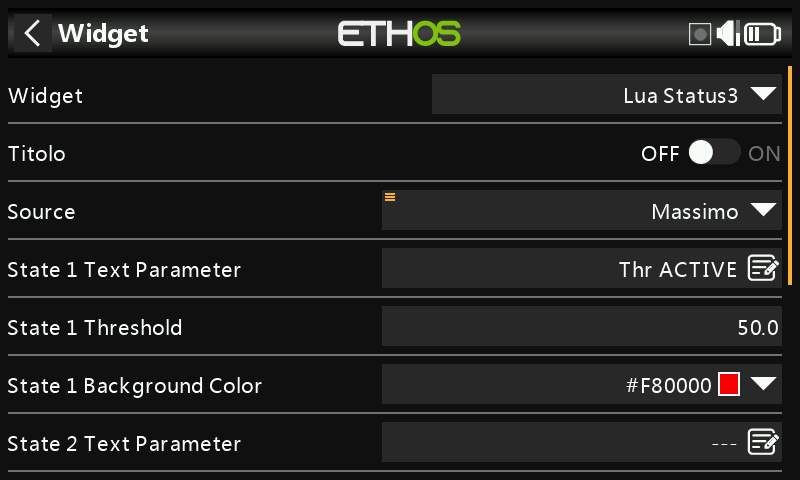 Widget
ETHOS
Widget
Lua Status3
Titolo
OFF
ON
Source
Massimo
State 1 Text Parameter
Thr ACTIVE
State 1 Threshold
50.0
State 1 Background Color
#F80000
State 2 Text Parameter
---